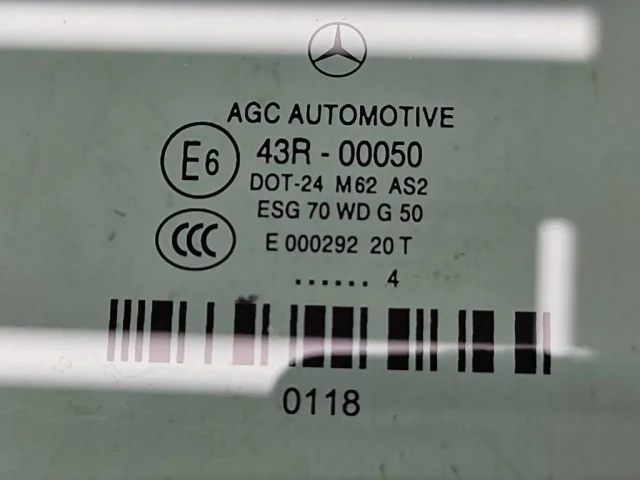 AGC AUTOMOTIVE
E6 43R - 00050
DOT-24 M62 AS2
ESG 70 WD G 50
CCC E 000292 20 T
...... 4
0118